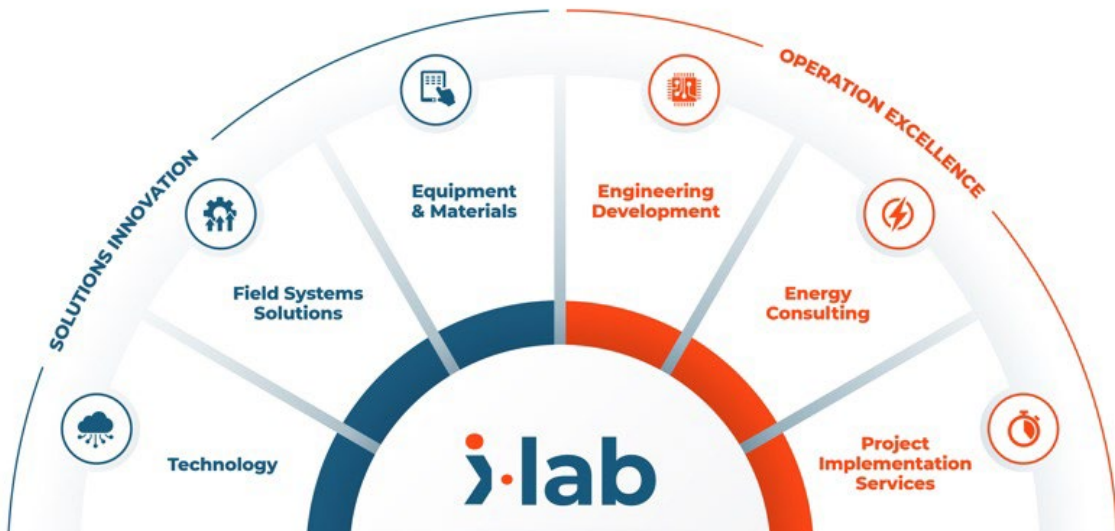 SOLUTIONS INNOVATION
OPERATION EXCELLENCE
Equipment
& Materials
Engineering
Development
Field Systems
Solutions
Energy
Consulting
Technology
Project
Implementation
Services
i·lab